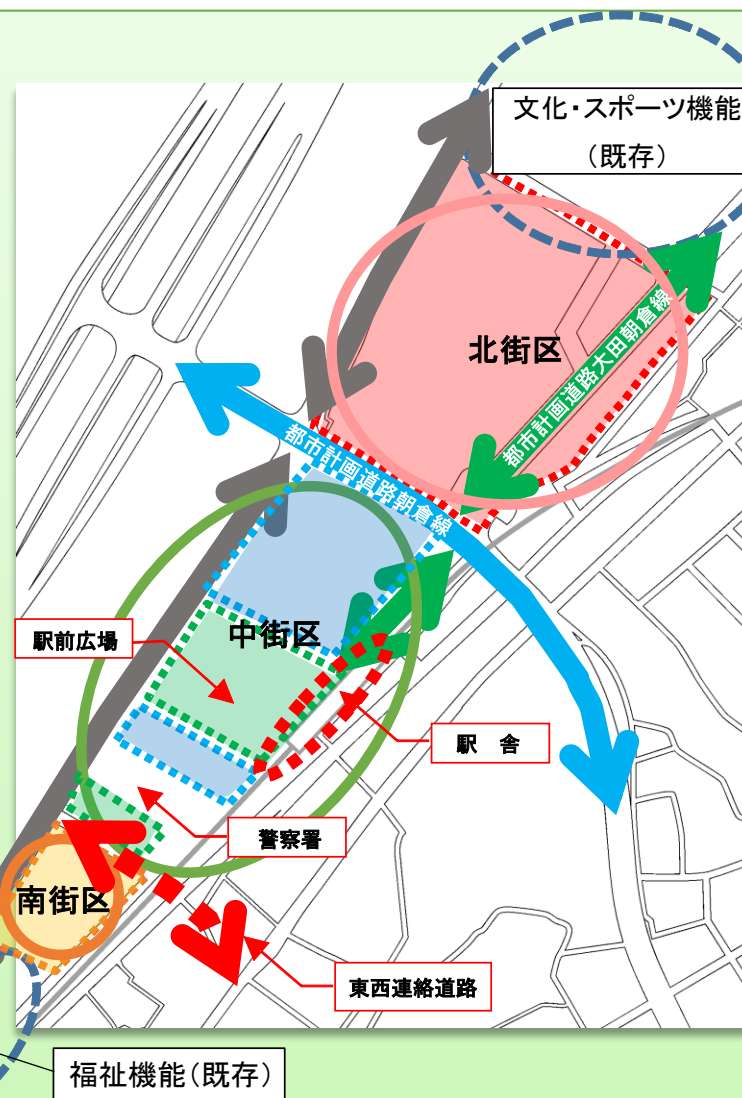 文化・スポーツ機能
（既存）
北街区
都市計画道路大田朝倉線
都市計画道路朝倉線
中街区
駅前広場
駅　舎
警察署
南街区
東西連絡道路
福祉機能（既存）